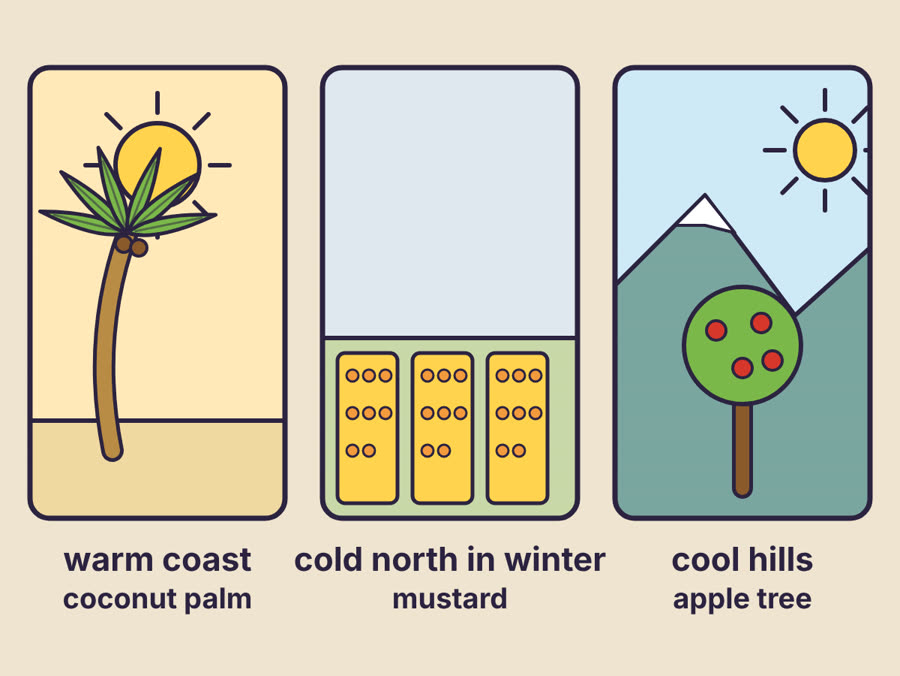 warm coast
coconut palm
cold north in winter
mustard
cool hills
apple tree